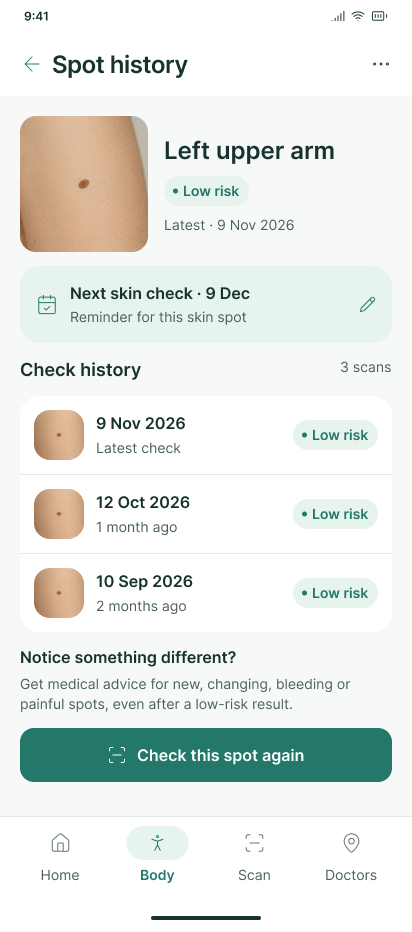 9:41
Spot history
Left upper arm
• Low risk
Latest · 9 Nov 2026
Next skin check · 9 Dec
Reminder for this skin spot
Check history
3 scans
9 Nov 2026
Latest check
• Low risk
12 Oct 2026
1 month ago
• Low risk
10 Sep 2026
2 months ago
• Low risk
Notice something different?
Get medical advice for new, changing, bleeding or
painful spots, even after a low-risk result.
Check this spot again
Home
Body
Scan
Doctors